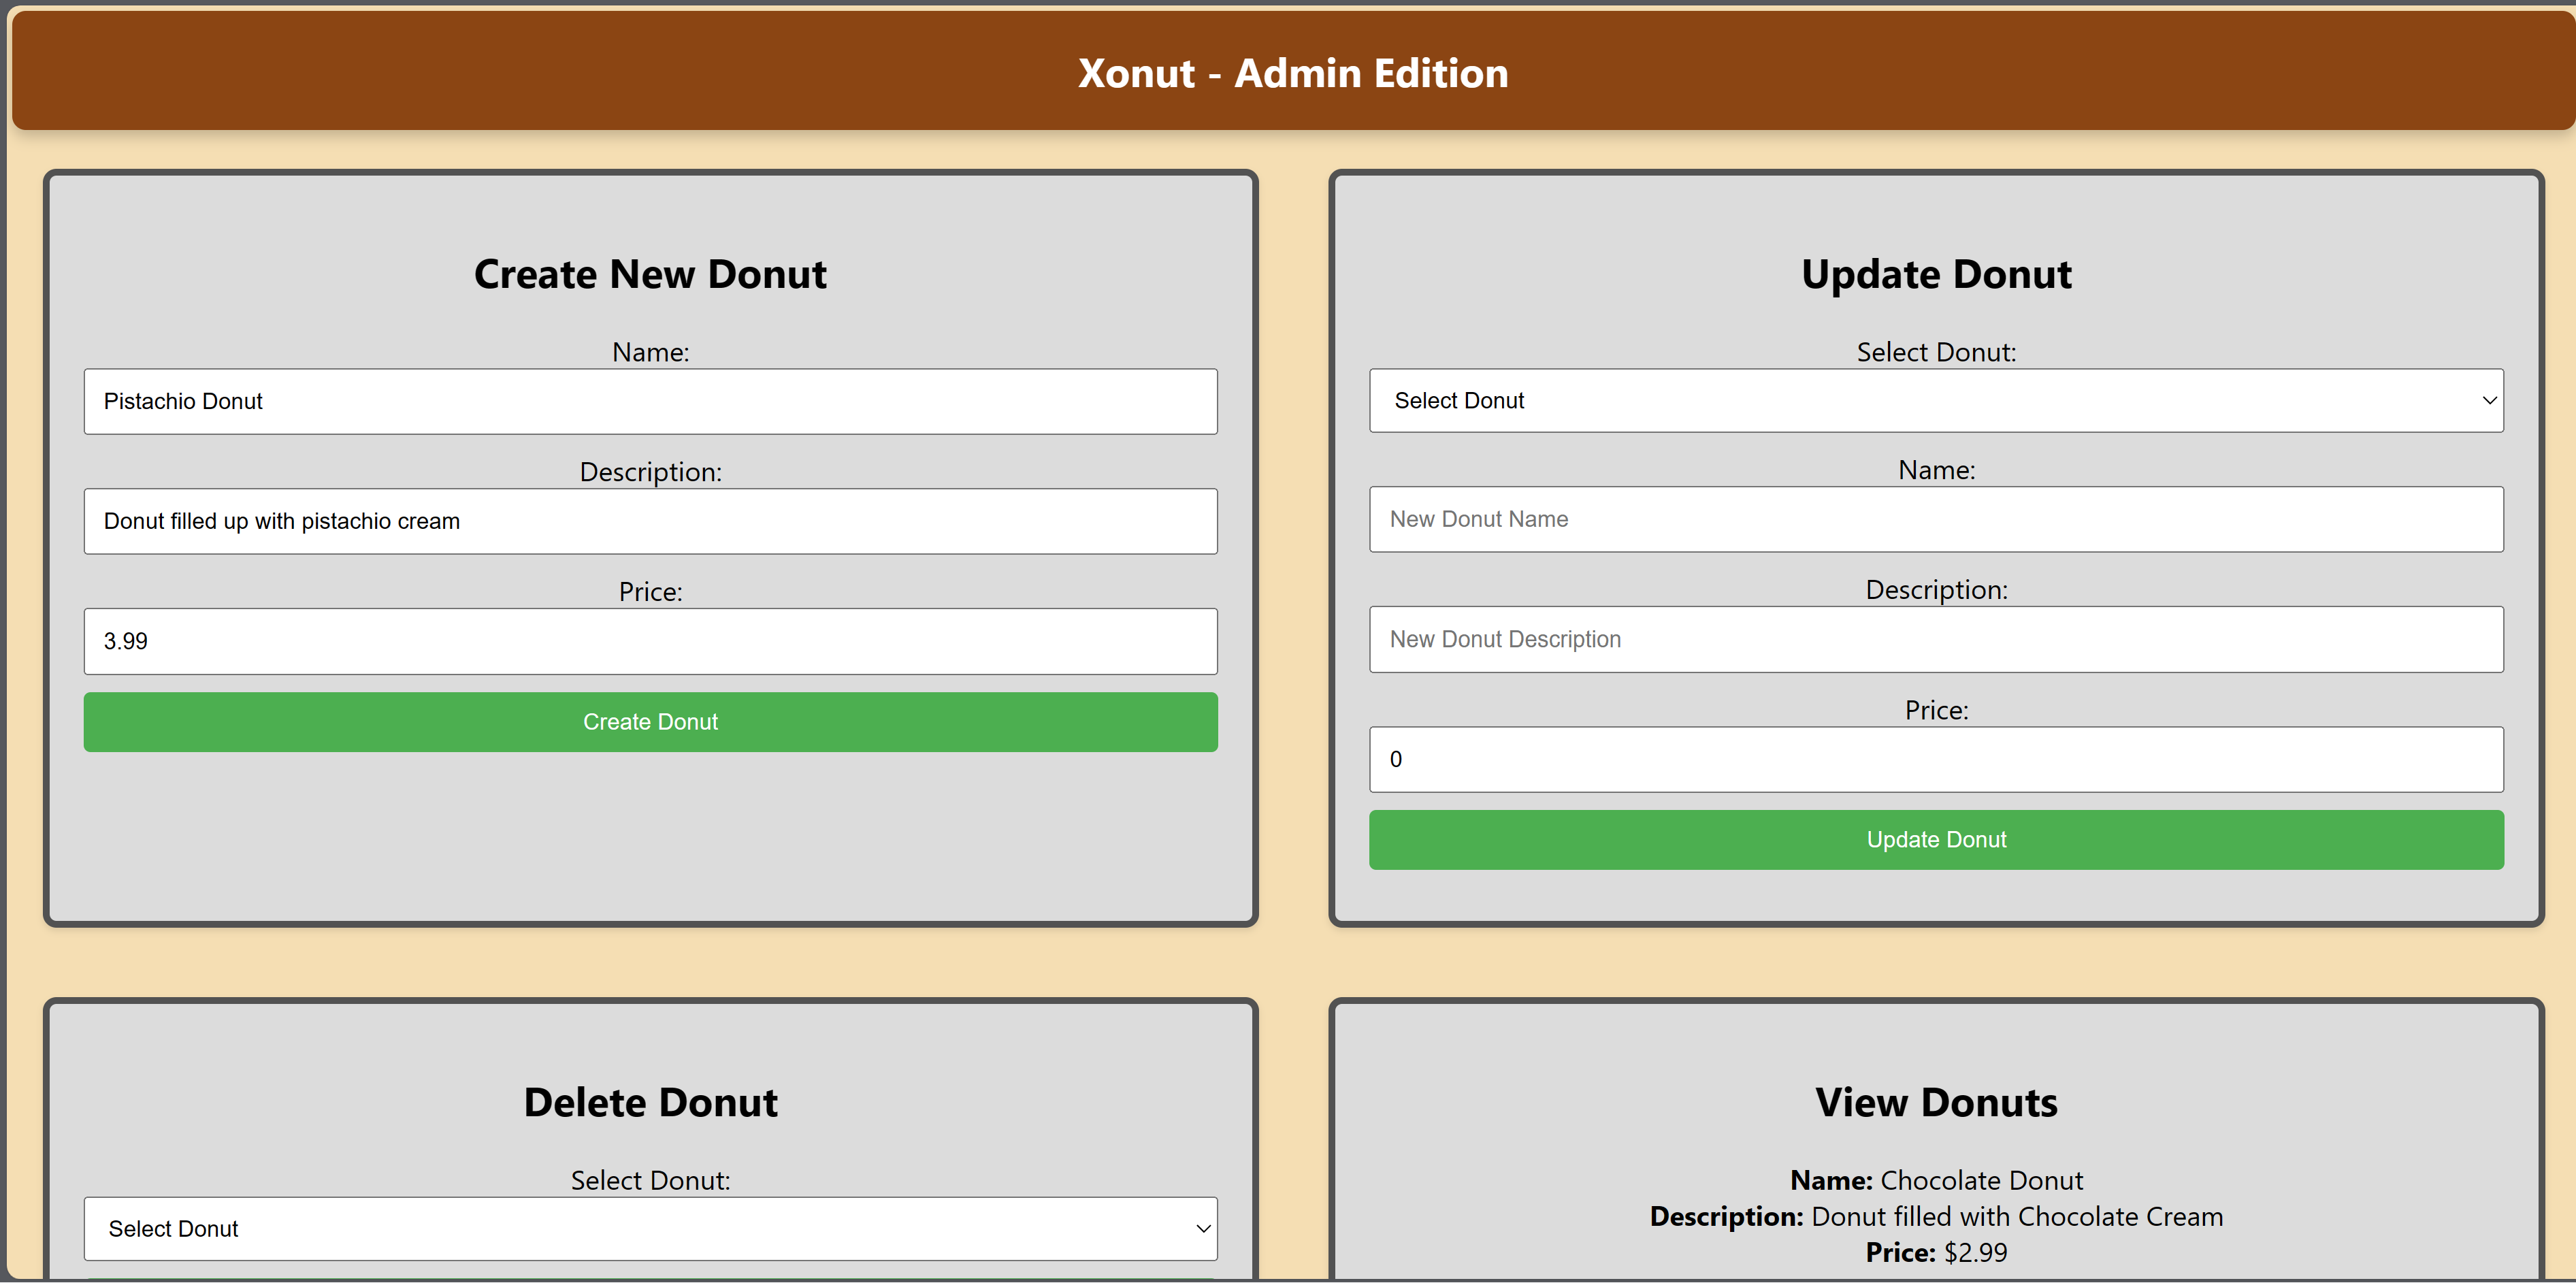 Xonut - Admin Edition
Create New Donut
Name:
Pistachio Donut
Description:
Donut filled up with pistachio cream
Price:
3.99
Create Donut
Update Donut
Select Donut:
Select Donut
Name:
New Donut Name
Description:
New Donut Description
Price:
0
Update Donut
Delete Donut
Select Donut:
Select Donut
View Donuts
Name: Chocolate Donut
Description: Donut filled with Chocolate Cream
Price: $2.99